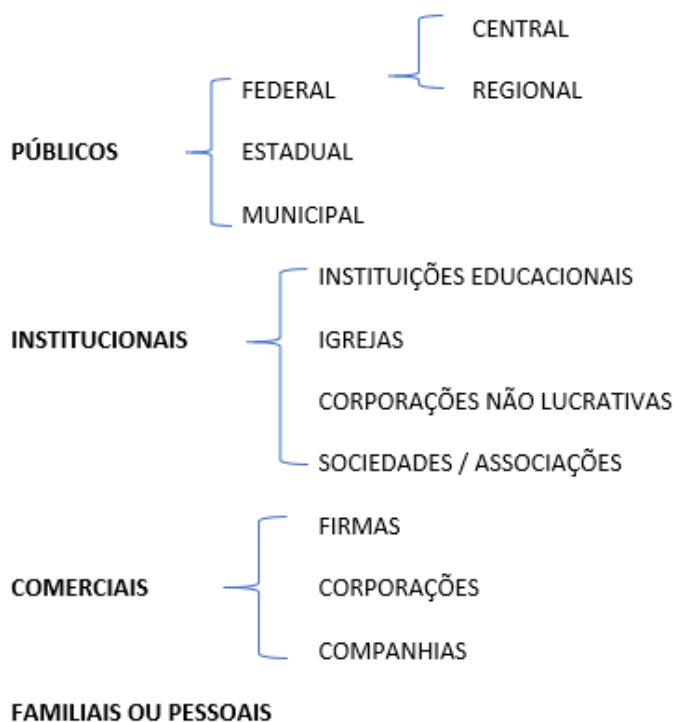 CENTRAL
FEDERAL
REGIONAL
PÚBLICOS
ESTADUAL
MUNICIPAL
INSTITUIÇÕES EDUCACIONAIS
INSTITUCIONAIS
IGREJAS
CORPORAÇÕES NÃO LUCRATIVAS
SOCIEDADES / ASSOCIAÇÕES
FIRMAS
COMERCIAIS
CORPORAÇÕES
COMPANHIAS
FAMILIAIS OU PESSOAIS